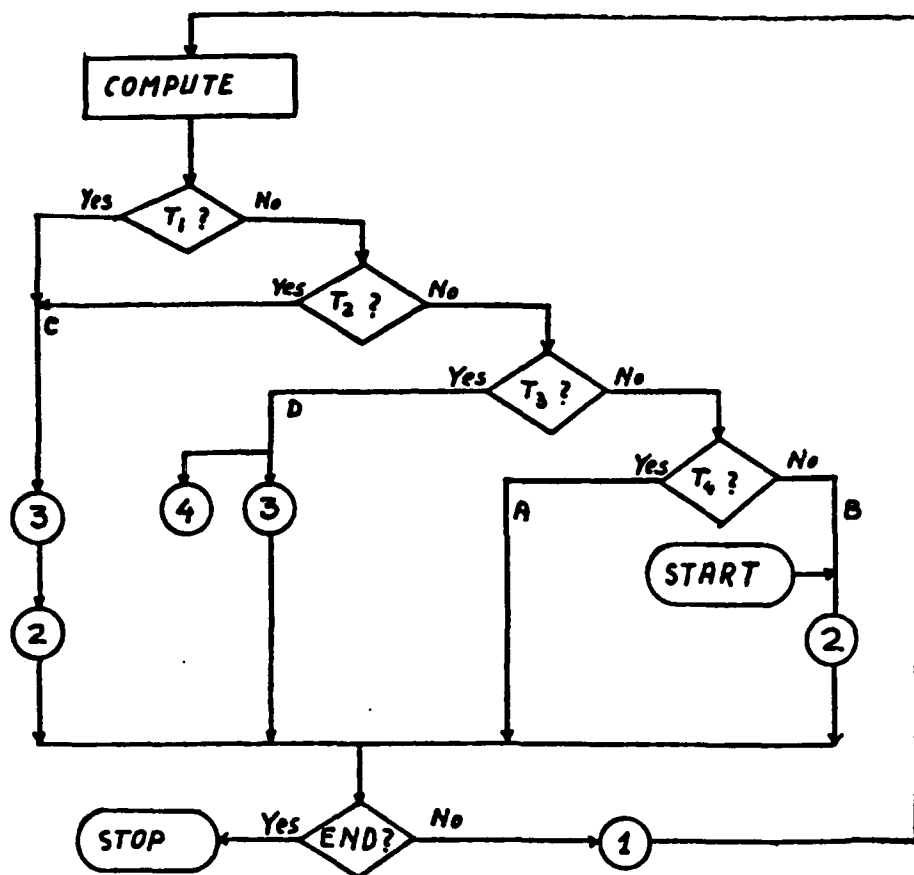 COMPUTE
Yes T₁ ? No
Yes T₂ ? No
C
Yes T₃ ? No
D
Yes T₄ ? No
4 3 A B
3
START
2 2
STOP Yes END? No 1